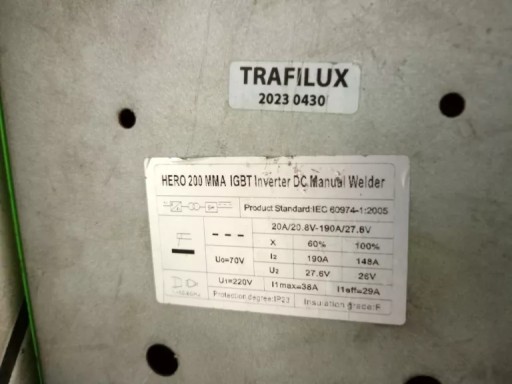 TRAFILUX
2023 0430
HERO 200 MMA IGBT Inverter DC Manual Welder
Product Standard:IEC 60974-1:2005
20A/20.8V-190A/27.6V
X 60% 100%
U₀=70V I₂ 190A 148A
U₂ 27.6V 26V
U₁=220V I1max=38A I1eff=29A
Protection degree:IP23 Insulation grade:F